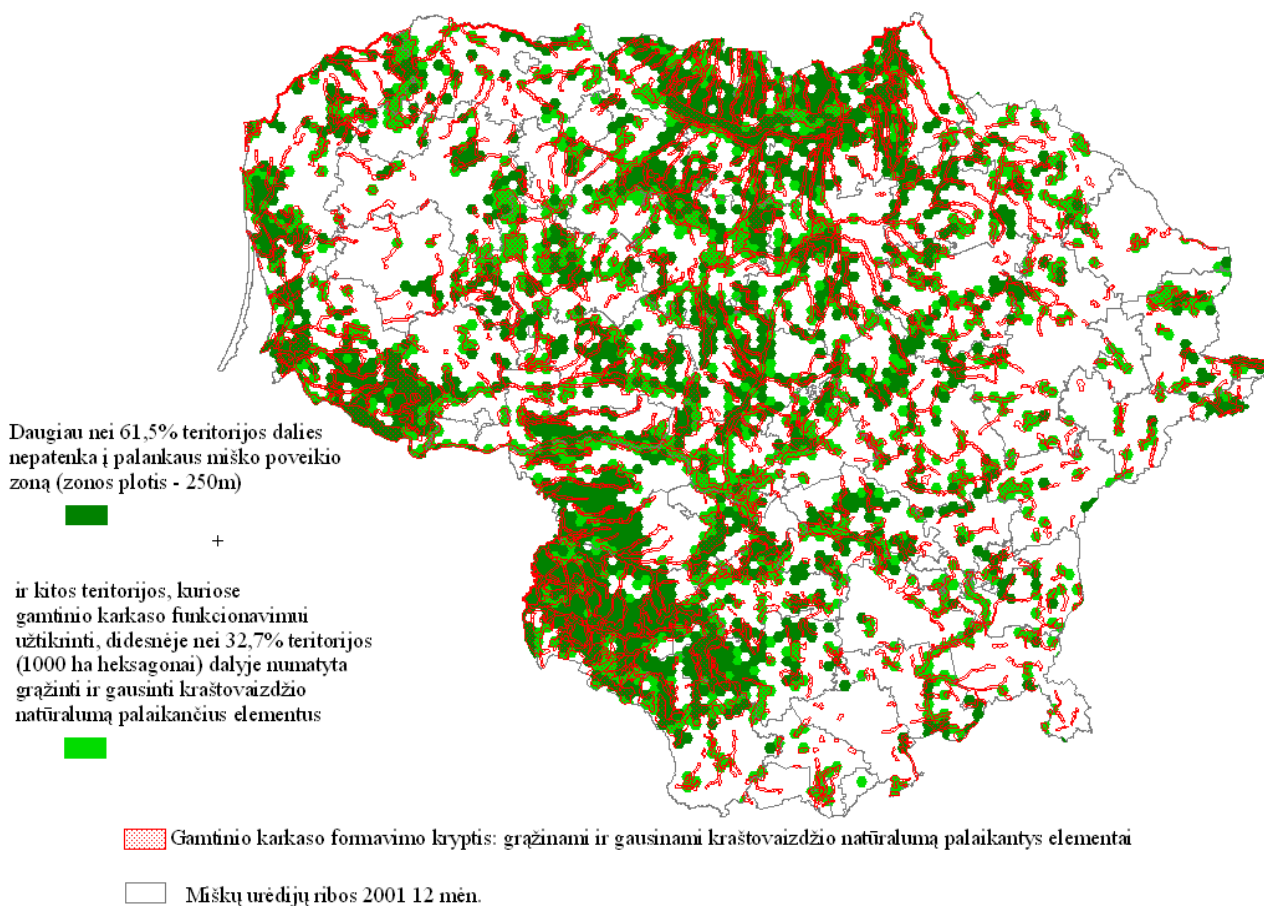 Daugiau nei 61,5% teritorijos dalies
nepatenka į palankaus miško poveikio
zoną (zonos plotis - 250m)
+
ir kitos teritorijos, kuriose
gamtinio karkaso funkcionavimui
užtikrinti, didesnėje nei 32,7% teritorijos
(1000 ha heksagonai) dalyje numatyta
grąžinti ir gausinti kraštovaizdžio
natūralumą palaikančius elementus
Gamtinio karkaso formavimo kryptis: grąžinami ir gausinami kraštovaizdžio natūralumą palaikantys elementai
Miškų urėdijų ribos 2001 12 mėn.